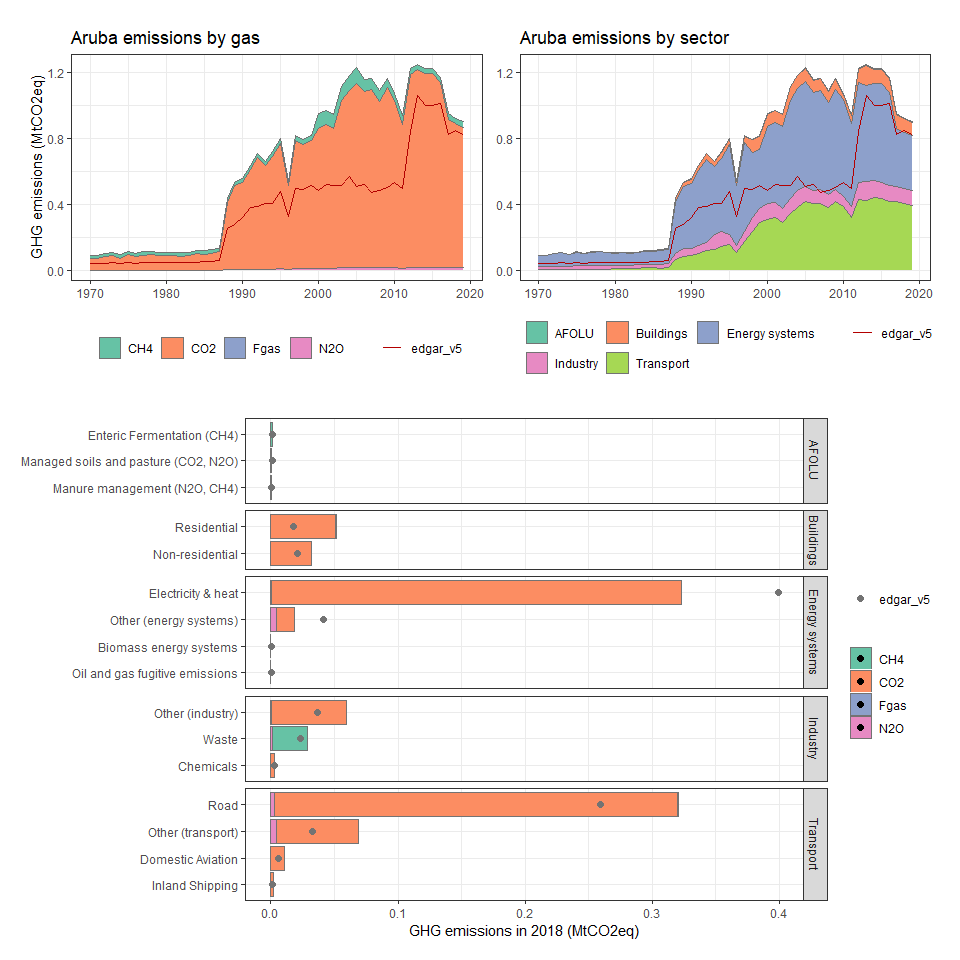 Aruba emissions by gas
GHG emissions (MtCO2eq)
1.2
0.8
0.4
0.0
1970 1980 1990 2000 2010 2020
CH4 CO2 Fgas N2O edgar_v5
Aruba emissions by sector
1.2
0.8
0.4
0.0
1970 1980 1990 2000 2010 2020
AFOLU Buildings Energy systems edgar_v5
Industry Transport
Enteric Fermentation (CH4)
Managed soils and pasture (CO2, N2O)
Manure management (N2O, CH4)
AFOLU
Residential
Non-residential
Buildings
Electricity & heat
Other (energy systems)
Biomass energy systems
Oil and gas fugitive emissions
Energy systems
Other (industry)
Waste
Chemicals
Industry
Road
Other (transport)
Domestic Aviation
Inland Shipping
Transport
0.0 0.1 0.2 0.3 0.4
GHG emissions in 2018 (MtCO2eq)
edgar_v5
CH4
CO2
Fgas
N2O